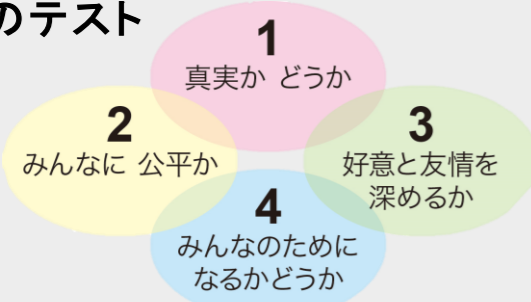 のテスト
1
真実か どうか
2
みんなに 公平か
3
好意と友情を
深めるか
4
みんなのために
なるかどうか